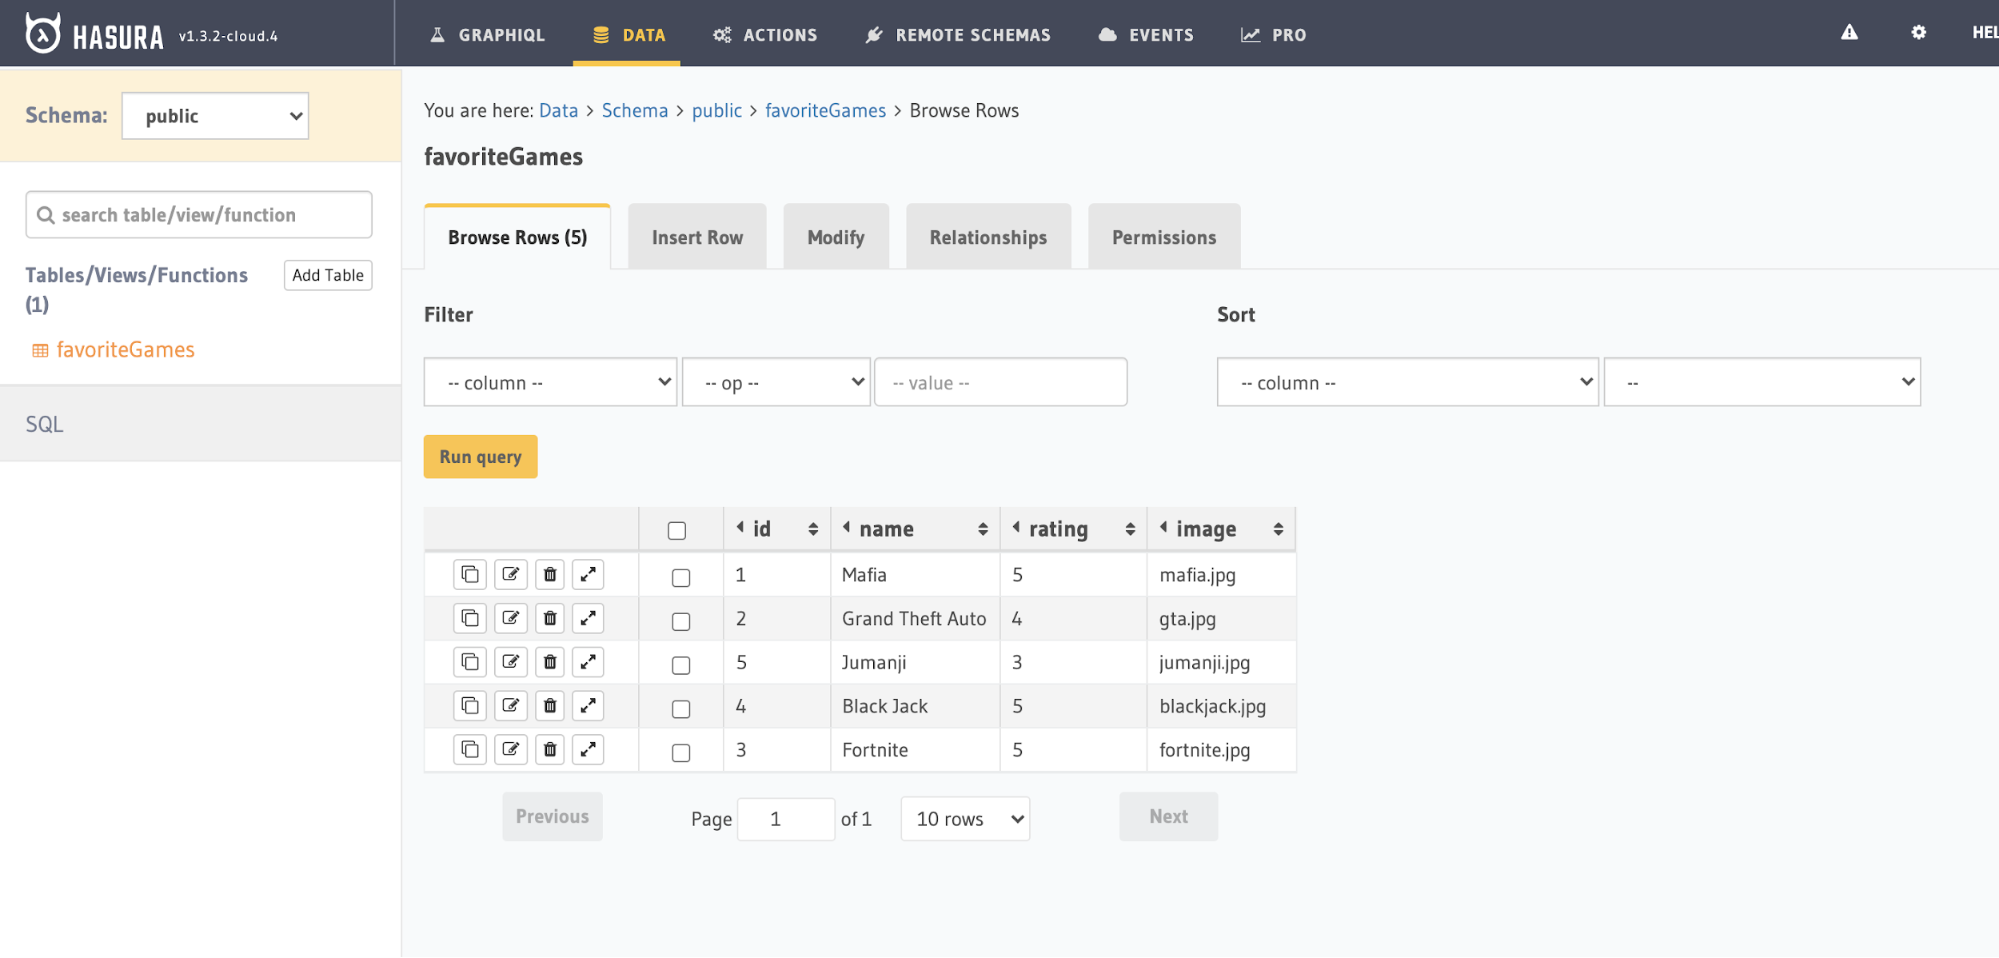 HASURA v1.3.2-cloud.4 GRAPHIQL DATA ACTIONS REMOTE SCHEMAS EVENTS PRO HEL
Schema: public
search table/view/function
Tables/Views/Functions (1)
Add Table
favoriteGames
SQL
You are here: Data > Schema > public > favoriteGames > Browse Rows
favoriteGames
Browse Rows (5) Insert Row Modify Relationships Permissions
Filter Sort
-- column -- -- op -- -- value -- -- column -- --
Run query
id name rating image
1 Mafia 5 mafia.jpg
2 Grand Theft Auto 4 gta.jpg
5 Jumanji 3 jumanji.jpg
4 Black Jack 5 blackjack.jpg
3 Fortnite 5 fortnite.jpg
Previous Page 1 of 1 10 rows Next